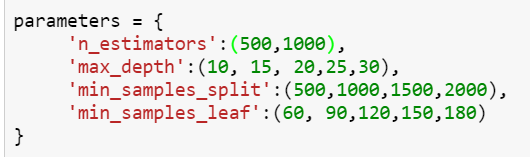 parameters = {
     'n_estimators':(500,1000),
     'max_depth':(10, 15, 20,25,30),
     'min_samples_split':(500,1000,1500,2000),
     'min_samples_leaf':(60, 90,120,150,180)
}